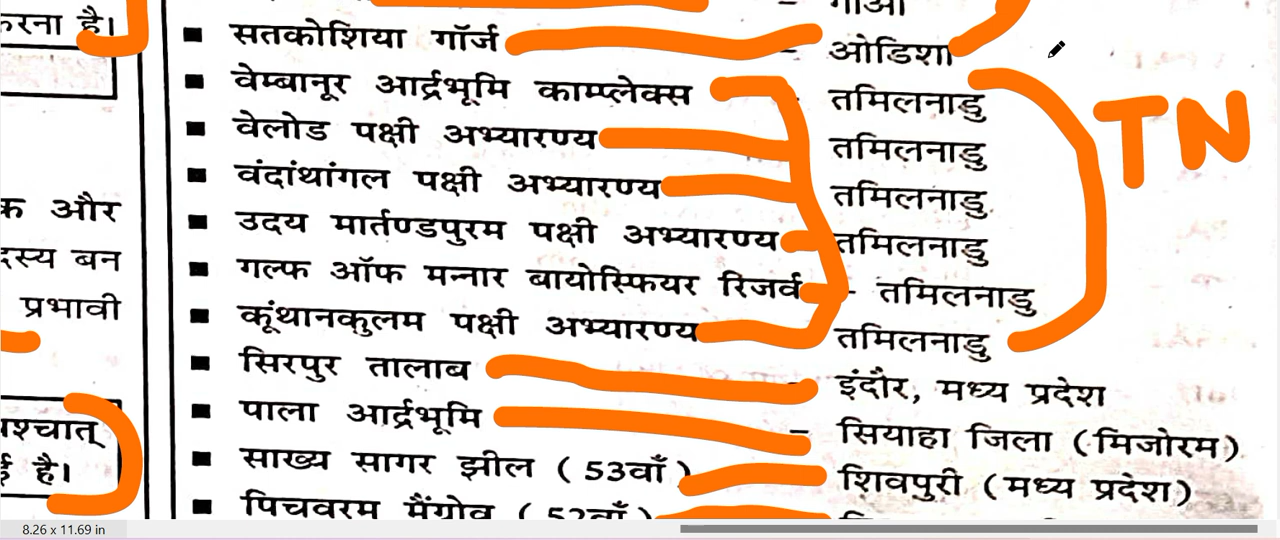 करना है।
- गोआ
■ सतकोशिया गॉर्ज - ओडिशा
■ वेम्बानूर आर्द्रभूमि काम्प्लेक्स - तमिलनाडु
TN
■ वेलोड पक्षी अभ्यारण्य तमिलनाडु
■ वंदांथांगल पक्षी अभ्यारण्य तमिलनाडु
■ उदय मार्तण्डपुरम पक्षी अभ्यारण्य तमिलनाडु
■ गल्फ ऑफ मन्नार बायोस्फियर रिजर्व - तमिलनाडु
■ कूंथानकुलम पक्षी अभ्यारण्य तमिलनाडु
■ सिरपुर तालाब इंदौर, मध्य प्रदेश
■ पाला आर्द्रभूमि - सियाहा जिला (मिजोरम)
■ साख्य सागर झील (53वाँ) शिवपुरी (मध्य प्रदेश)
■ पिचवरम मैंग्रोव (52वाँ)
और
बन
प्रभावी
है।
8.26 x 11.69 in